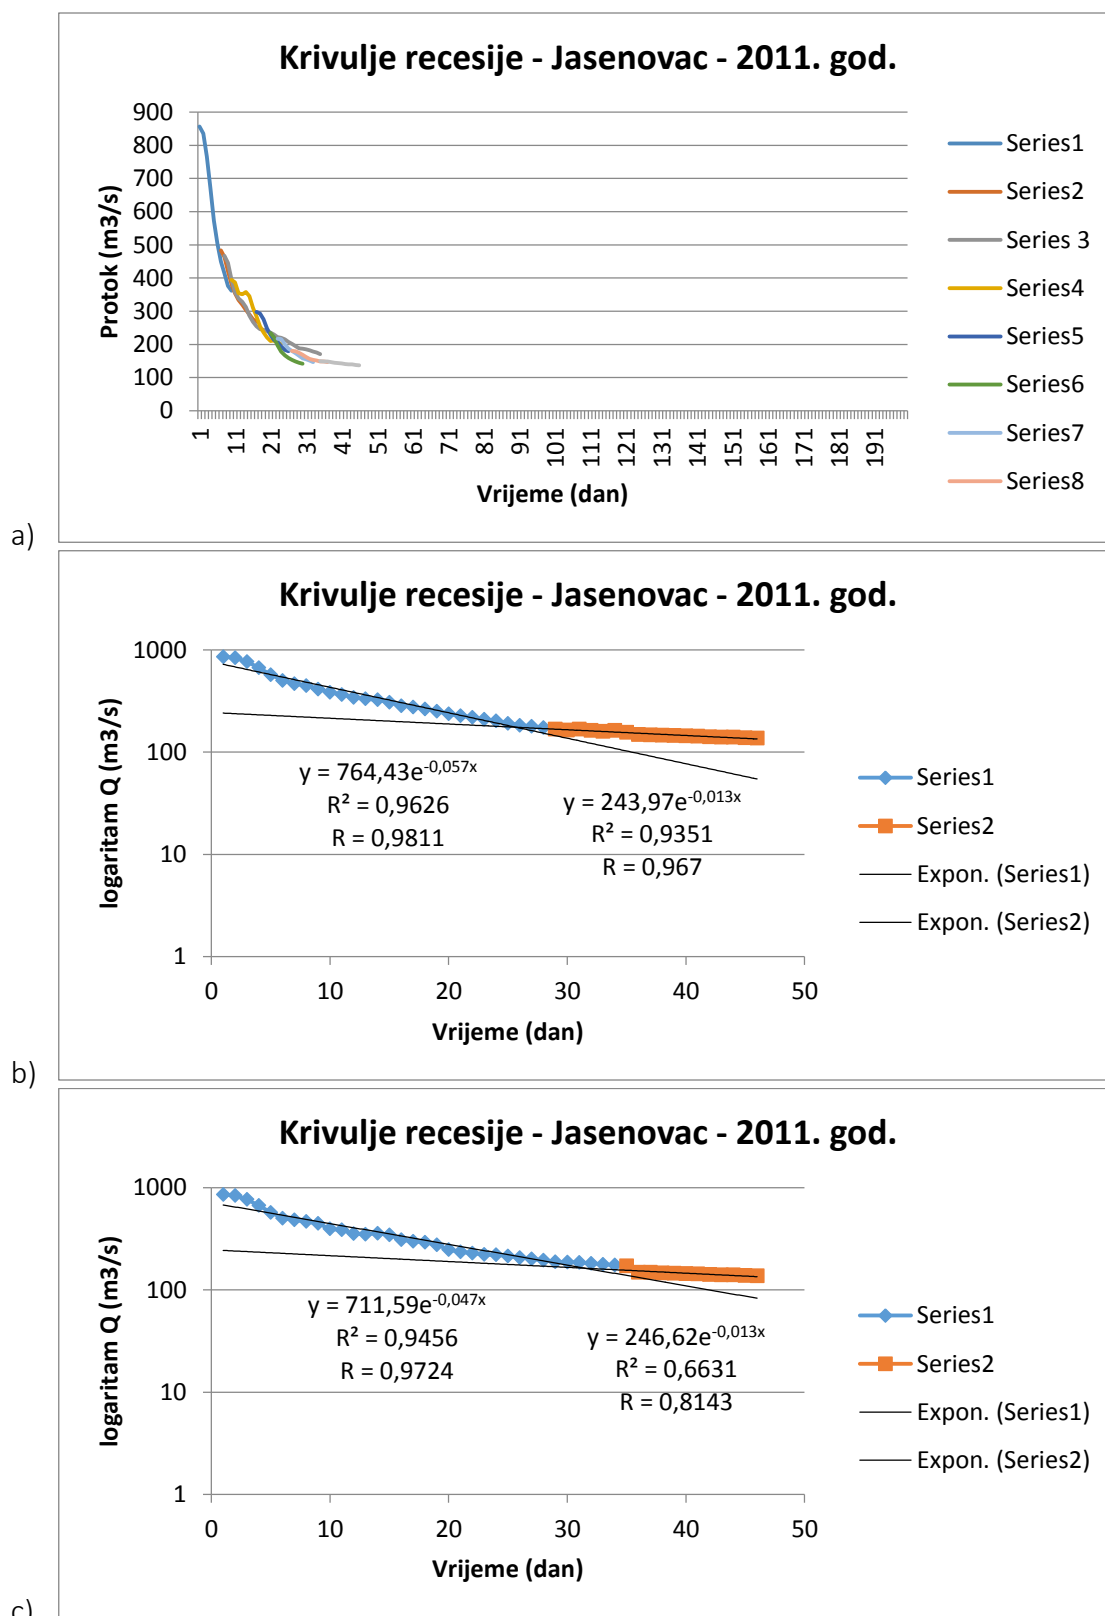 Krivulje recesije - Jasenovac - 2011. god.
900
800
700
600
500
400
300
200
100
0
Protok (m3/s)
1
11
21
31
41
51
61
71
81
91
101
111
121
131
141
151
161
171
181
191
Vrijeme (dan)
Series1
Series2
Series 3
Series4
Series5
Series6
Series7
Series8
a)
Krivulje recesije - Jasenovac - 2011. god.
1000
100
10
1
logaritam Q (m3/s)
y = 764,43e^-0,057x
R² = 0,9626
R = 0,9811
y = 243,97e^-0,013x
R² = 0,9351
R = 0,967
0
10
20
30
40
50
Vrijeme (dan)
Series1
Series2
Expon. (Series1)
Expon. (Series2)
b)
Krivulje recesije - Jasenovac - 2011. god.
1000
100
10
1
logaritam Q (m3/s)
y = 711,59e^-0,047x
R² = 0,9456
R = 0,9724
y = 246,62e^-0,013x
R² = 0,6631
R = 0,8143
0
10
20
30
40
50
Vrijeme (dan)
Series1
Series2
Expon. (Series1)
Expon. (Series2)
c)